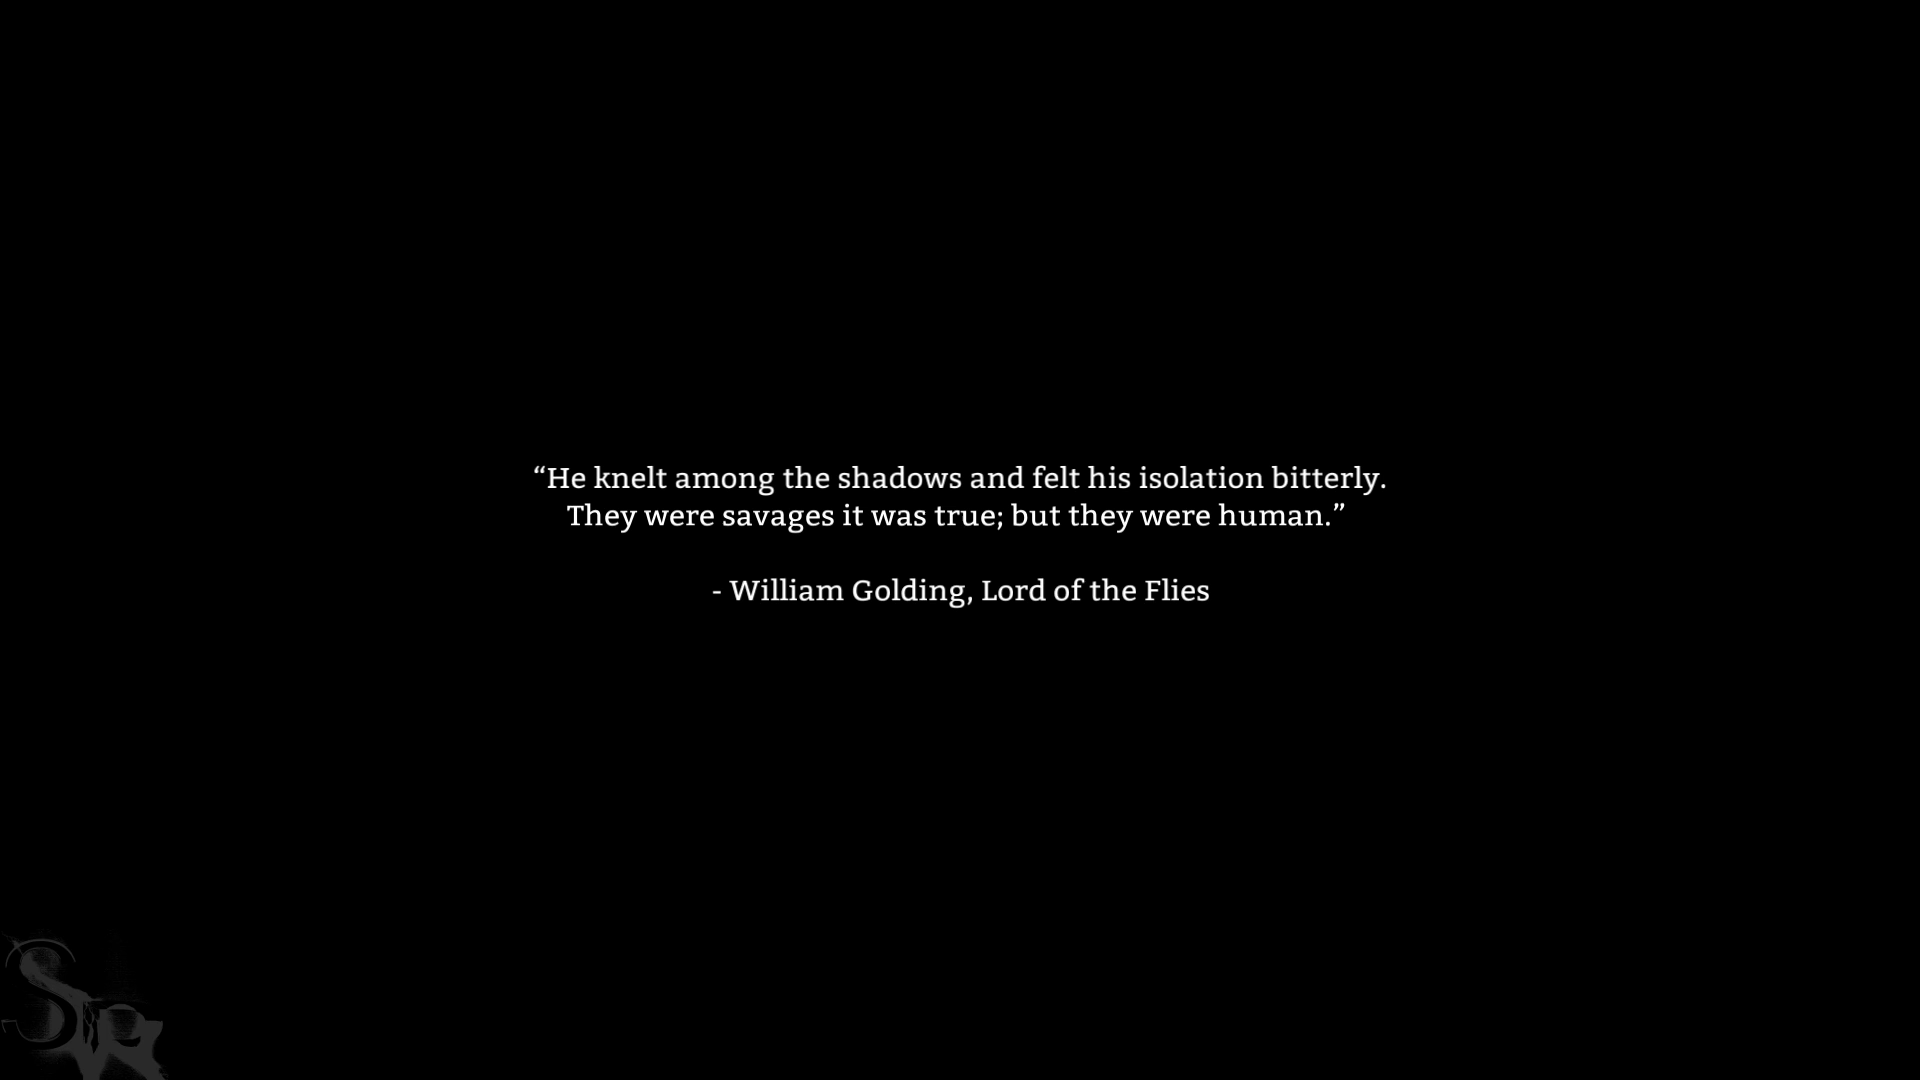 “He knelt among the shadows and felt his isolation bitterly.
They were savages it was true; but they were human.”
- William Golding, Lord of the Flies